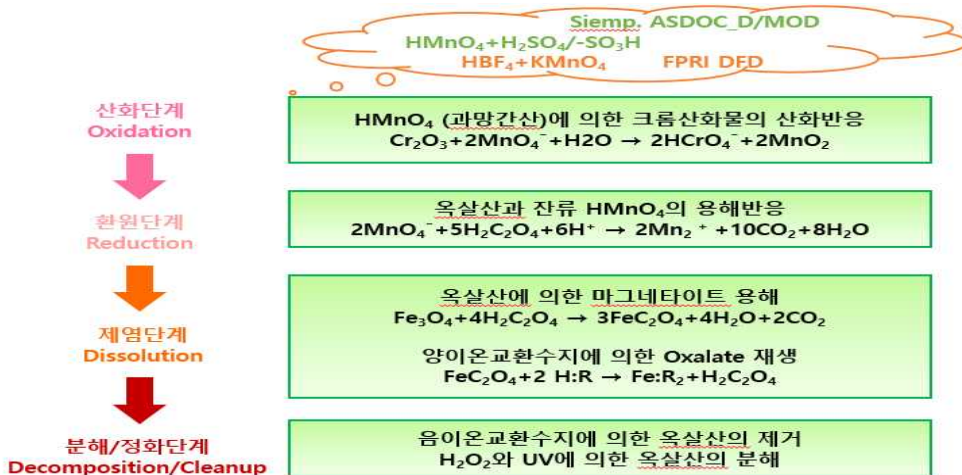 Siemp. ASDOC_D/MOD
HMnO₄+H₂SO₄/-SO₃H
HBF₄+KMnO₄ FPRI DFD
산화단계
Oxidation
HMnO₄ (과망간산)에 의한 크롬산화물의 산화반응
Cr₂O₃+2MnO₄⁻+H2O → 2HCrO₄⁻+2MnO₂
환원단계
Reduction
옥살산과 잔류 HMnO₄의 용해반응
2MnO₄⁻+5H₂C₂O₄+6H⁺ → 2Mn₂⁺+10CO₂+8H₂O
제염단계
Dissolution
옥살산에 의한 마그네타이트 용해
Fe₃O₄+4H₂C₂O₄ → 3FeC₂O₄+4H₂O+2CO₂
양이온교환수지에 의한 Oxalate 재생
FeC₂O₄+2 H:R → Fe:R₂+H₂C₂O₄
분해/정화단계
Decomposition/Cleanup
음이온교환수지에 의한 옥살산의 제거
H₂O₂와 UV에 의한 옥살산의 분해